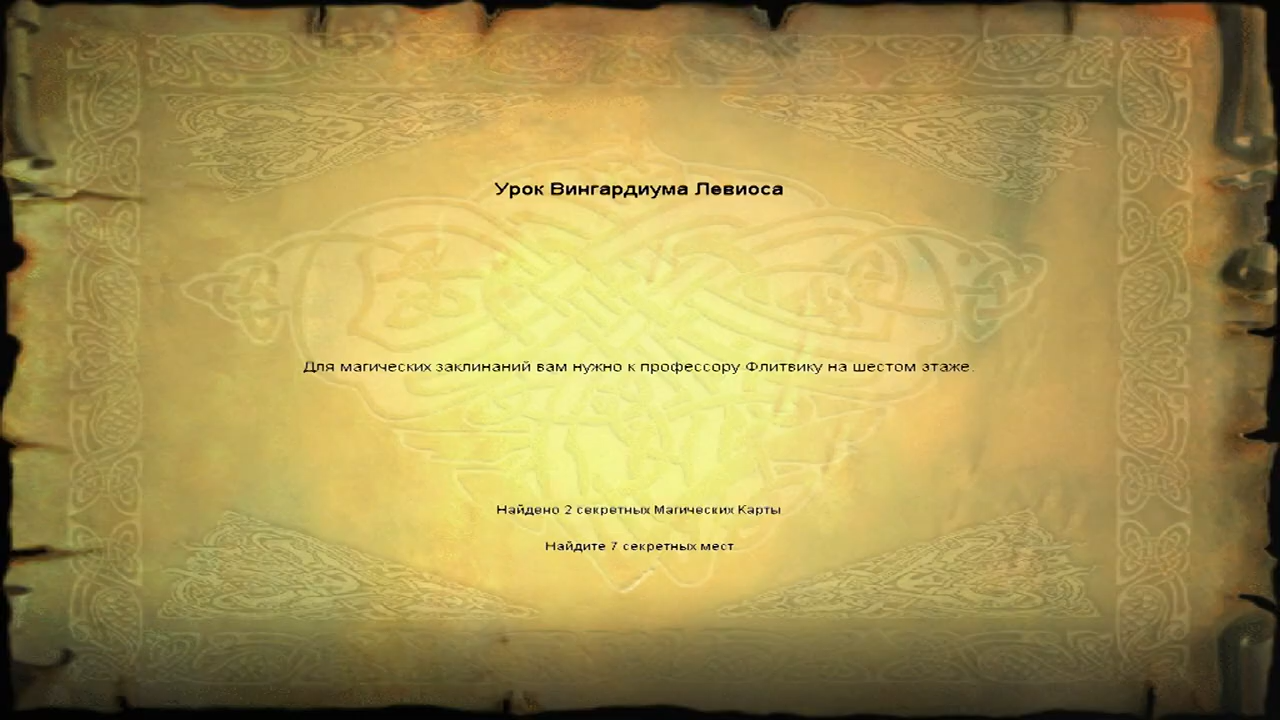 Урок Вингардиума Левиоса
Для магических заклинаний вам нужно к профессору Флитвику на шестом этаже.
Найдено 2 секретных Магических Карты
Найдите 7 секретных мест